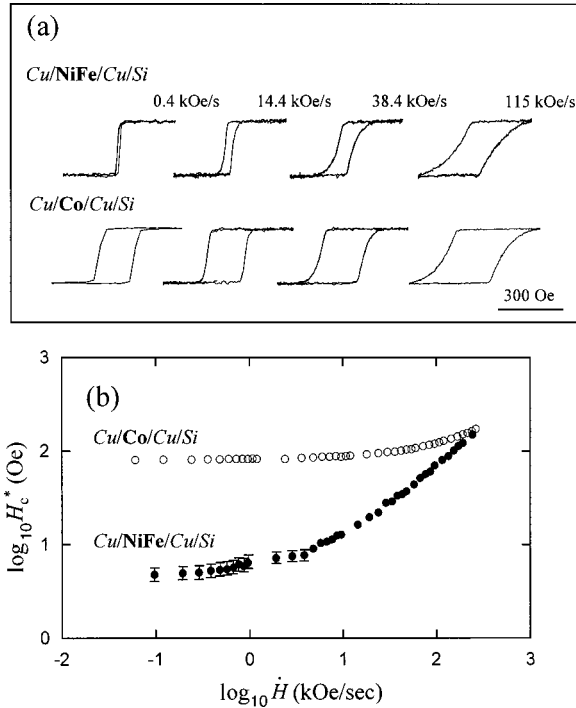 (a)
Cu/NiFe/Cu/Si
0.4 kOe/s 14.4 kOe/s 38.4 kOe/s 115 kOe/s
Cu/Co/Cu/Si
300 Oe
(b)
Cu/Co/Cu/Si
Cu/NiFe/Cu/Si
log₁₀H꜀* (Oe)
3
2
1
0
-2 -1 0 1 2 3
log₁₀Ḣ (kOe/sec)